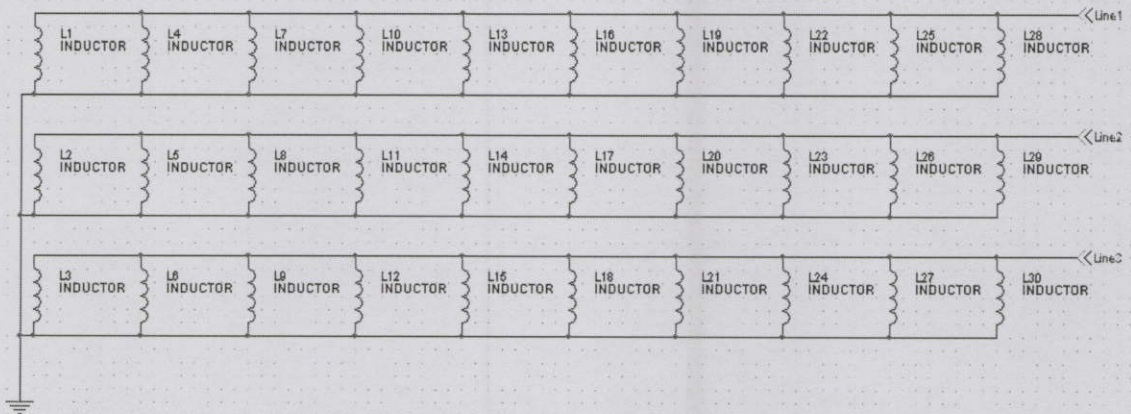 Line1
L1 L4 L7 L10 L13 L16 L19 L22 L25 L28
INDUCTOR INDUCTOR INDUCTOR INDUCTOR INDUCTOR INDUCTOR INDUCTOR INDUCTOR INDUCTOR INDUCTOR
Line2
L2 L5 L8 L11 L14 L17 L20 L23 L26 L29
INDUCTOR INDUCTOR INDUCTOR INDUCTOR INDUCTOR INDUCTOR INDUCTOR INDUCTOR INDUCTOR INDUCTOR
Line3
L3 L6 L9 L12 L15 L18 L21 L24 L27 L30
INDUCTOR INDUCTOR INDUCTOR INDUCTOR INDUCTOR INDUCTOR INDUCTOR INDUCTOR INDUCTOR INDUCTOR